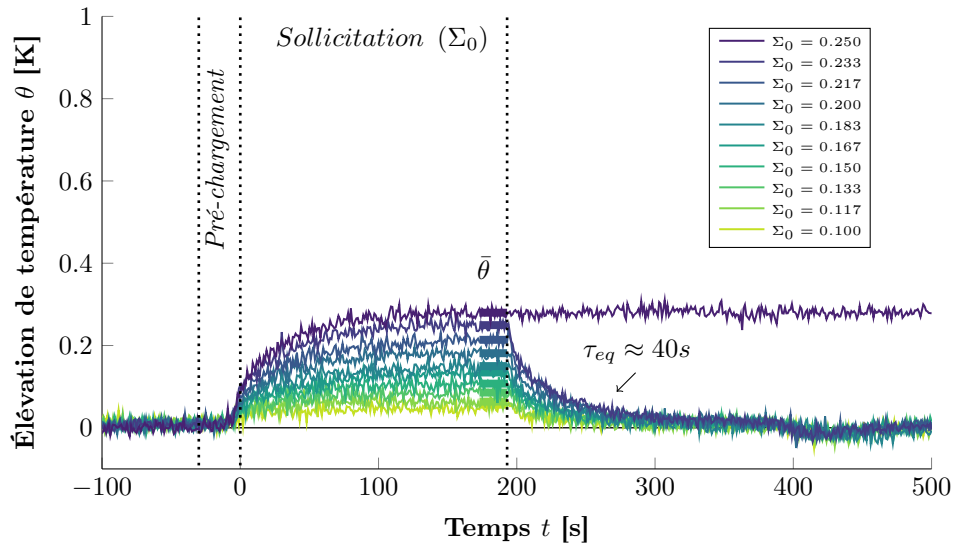 Élévation de température θ [K]
1
0.8
0.6
0.4
0.2
0
Pré-chargement
Sollicitation (Σ₀)
θ̄
τₑq ≈ 40s
Σ₀ = 0.250
Σ₀ = 0.233
Σ₀ = 0.217
Σ₀ = 0.200
Σ₀ = 0.183
Σ₀ = 0.167
Σ₀ = 0.150
Σ₀ = 0.133
Σ₀ = 0.117
Σ₀ = 0.100
−100 0 100 200 300 400 500
Temps t [s]